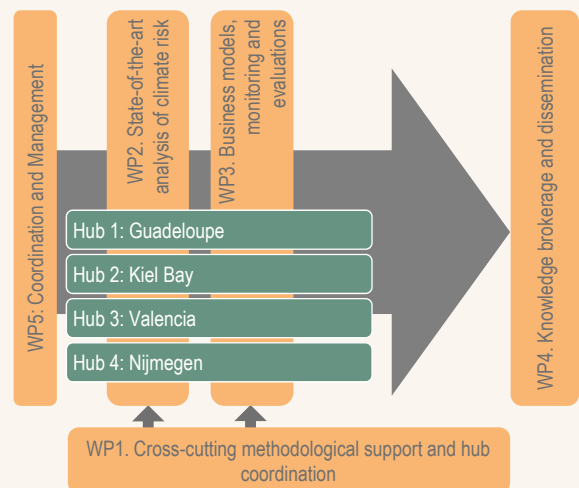 WP5: Coordination and Management
WP2. State-of-the-art
analysis of climate risk
WP3. Business models,
monitoring and
evaluations
Hub 1: Guadeloupe
Hub 2: Kiel Bay
Hub 3: Valencia
Hub 4: Nijmegen
WP4. Knowledge brokerage and dissemination
WP1. Cross-cutting methodological support and hub
coordination